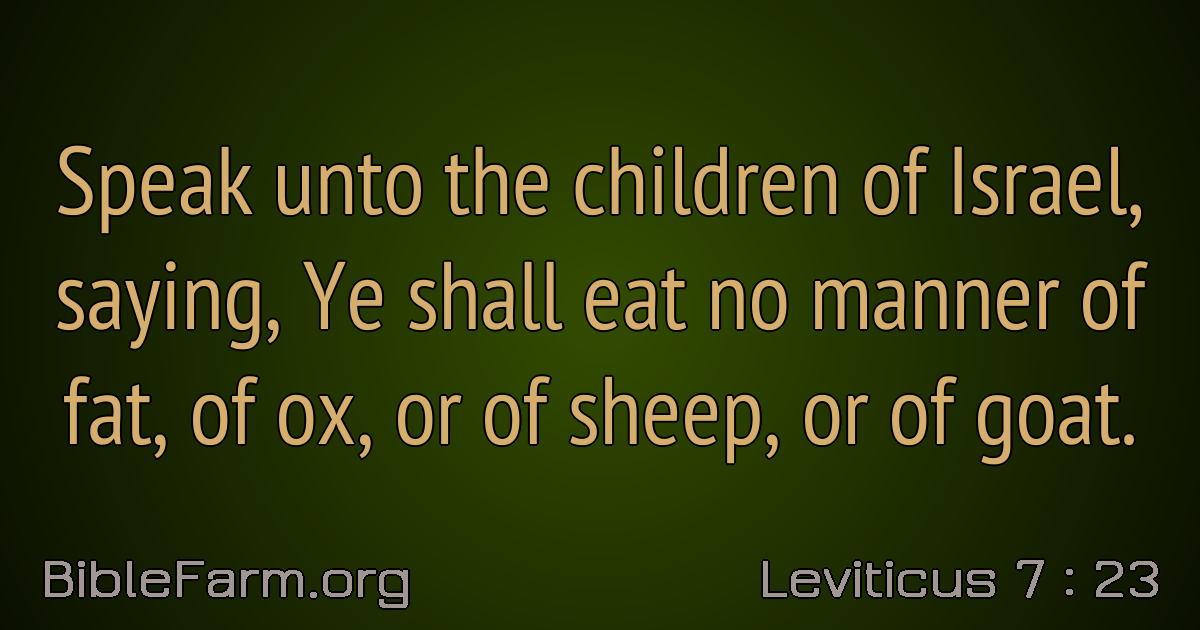 Speak unto the children of Israel,
saying, Ye shall eat no manner of
fat, of ox, or of sheep, or of goat.
BibleFarm.org
Leviticus 7 : 23